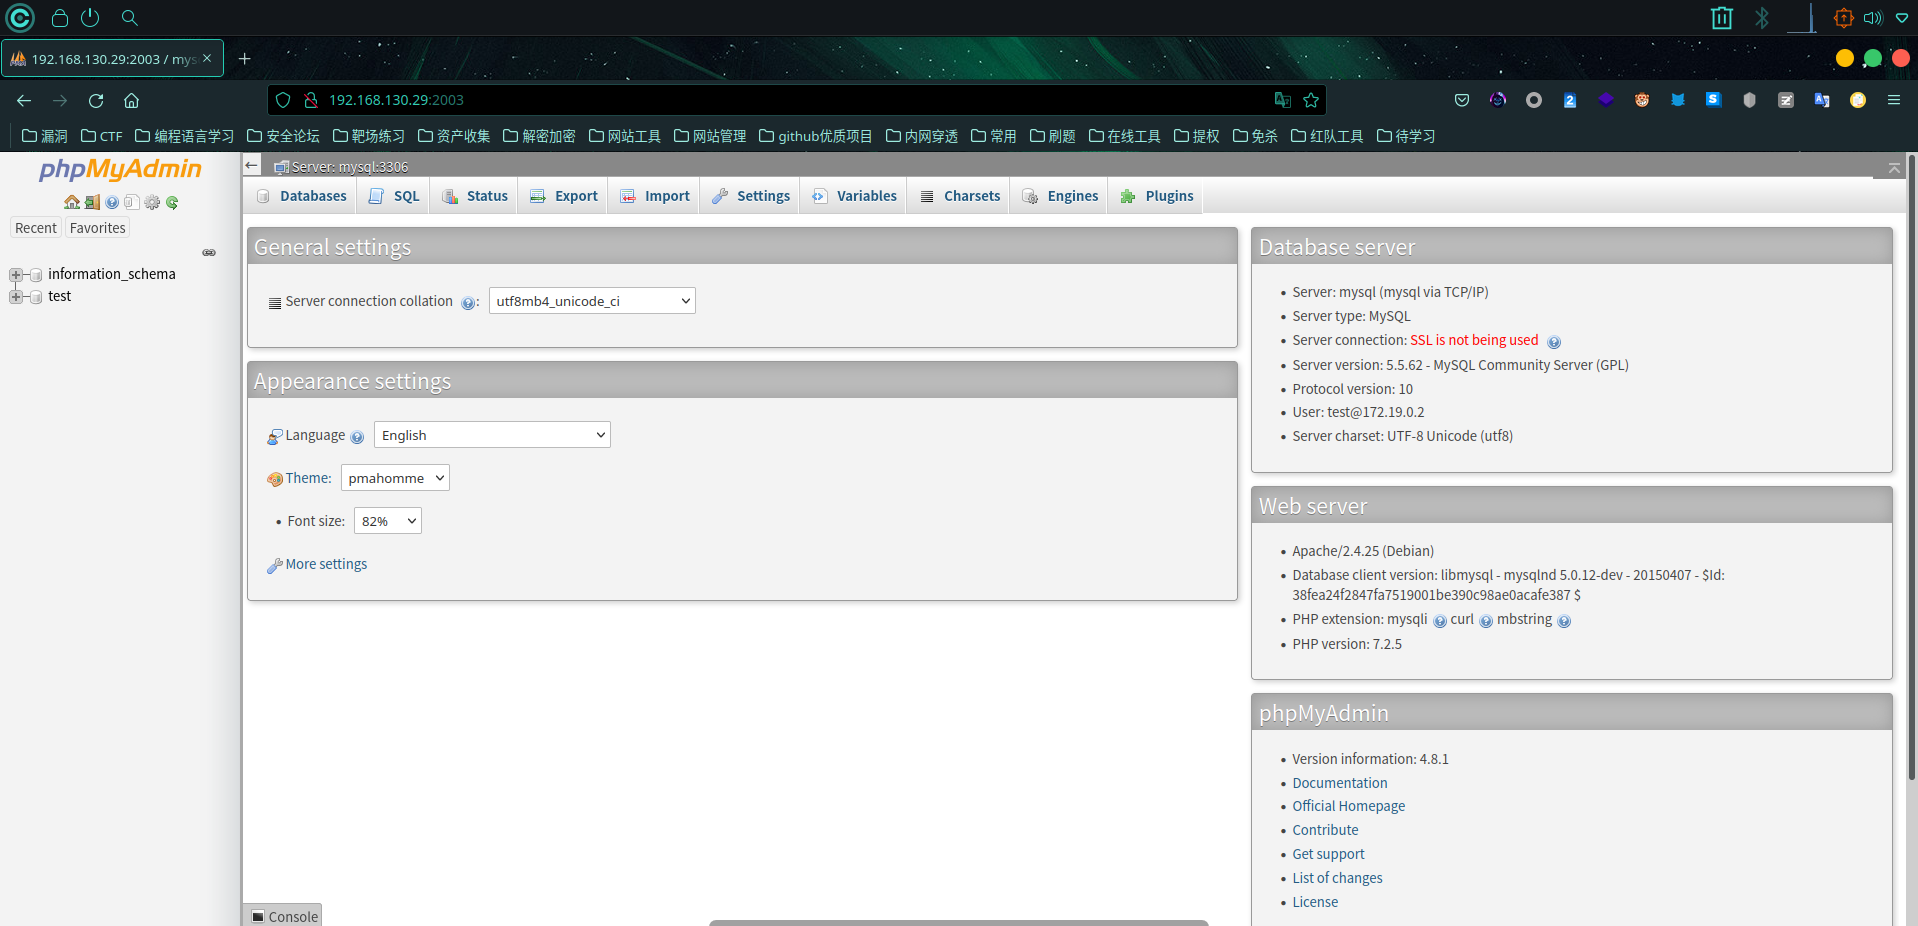 192.168.130.29:2003 / mys
192.168.130.29:2003
漏洞 CTF 编程语言学习 安全论坛 靶场练习 资产收集 解密加密 网站工具 网站管理 github优质项目 内网穿透 常用 刷题 在线工具 提权 免杀 红队工具 待学习
phpMyAdmin
Recent Favorites
information_schema
test
Server: mysql:3306
Databases SQL Status Export Import Settings Variables Charsets Engines Plugins
General settings
Server connection collation : utf8mb4_unicode_ci
Appearance settings
Language English
Theme: pmahomme
Font size: 82%
More settings
Console
Database server
Server: mysql (mysql via TCP/IP)
Server type: MySQL
Server connection: SSL is not being used
Server version: 5.5.62 - MySQL Community Server (GPL)
Protocol version: 10
User: test@172.19.0.2
Server charset: UTF-8 Unicode (utf8)
Web server
Apache/2.4.25 (Debian)
Database client version: libmysql - mysqlnd 5.0.12-dev - 20150407 - $Id:
38fea24f2847fa7519001be390c98ae0acafe387 $
PHP extension: mysqli curl mbstring
PHP version: 7.2.5
phpMyAdmin
Version information: 4.8.1
Documentation
Official Homepage
Contribute
Get support
List of changes
License